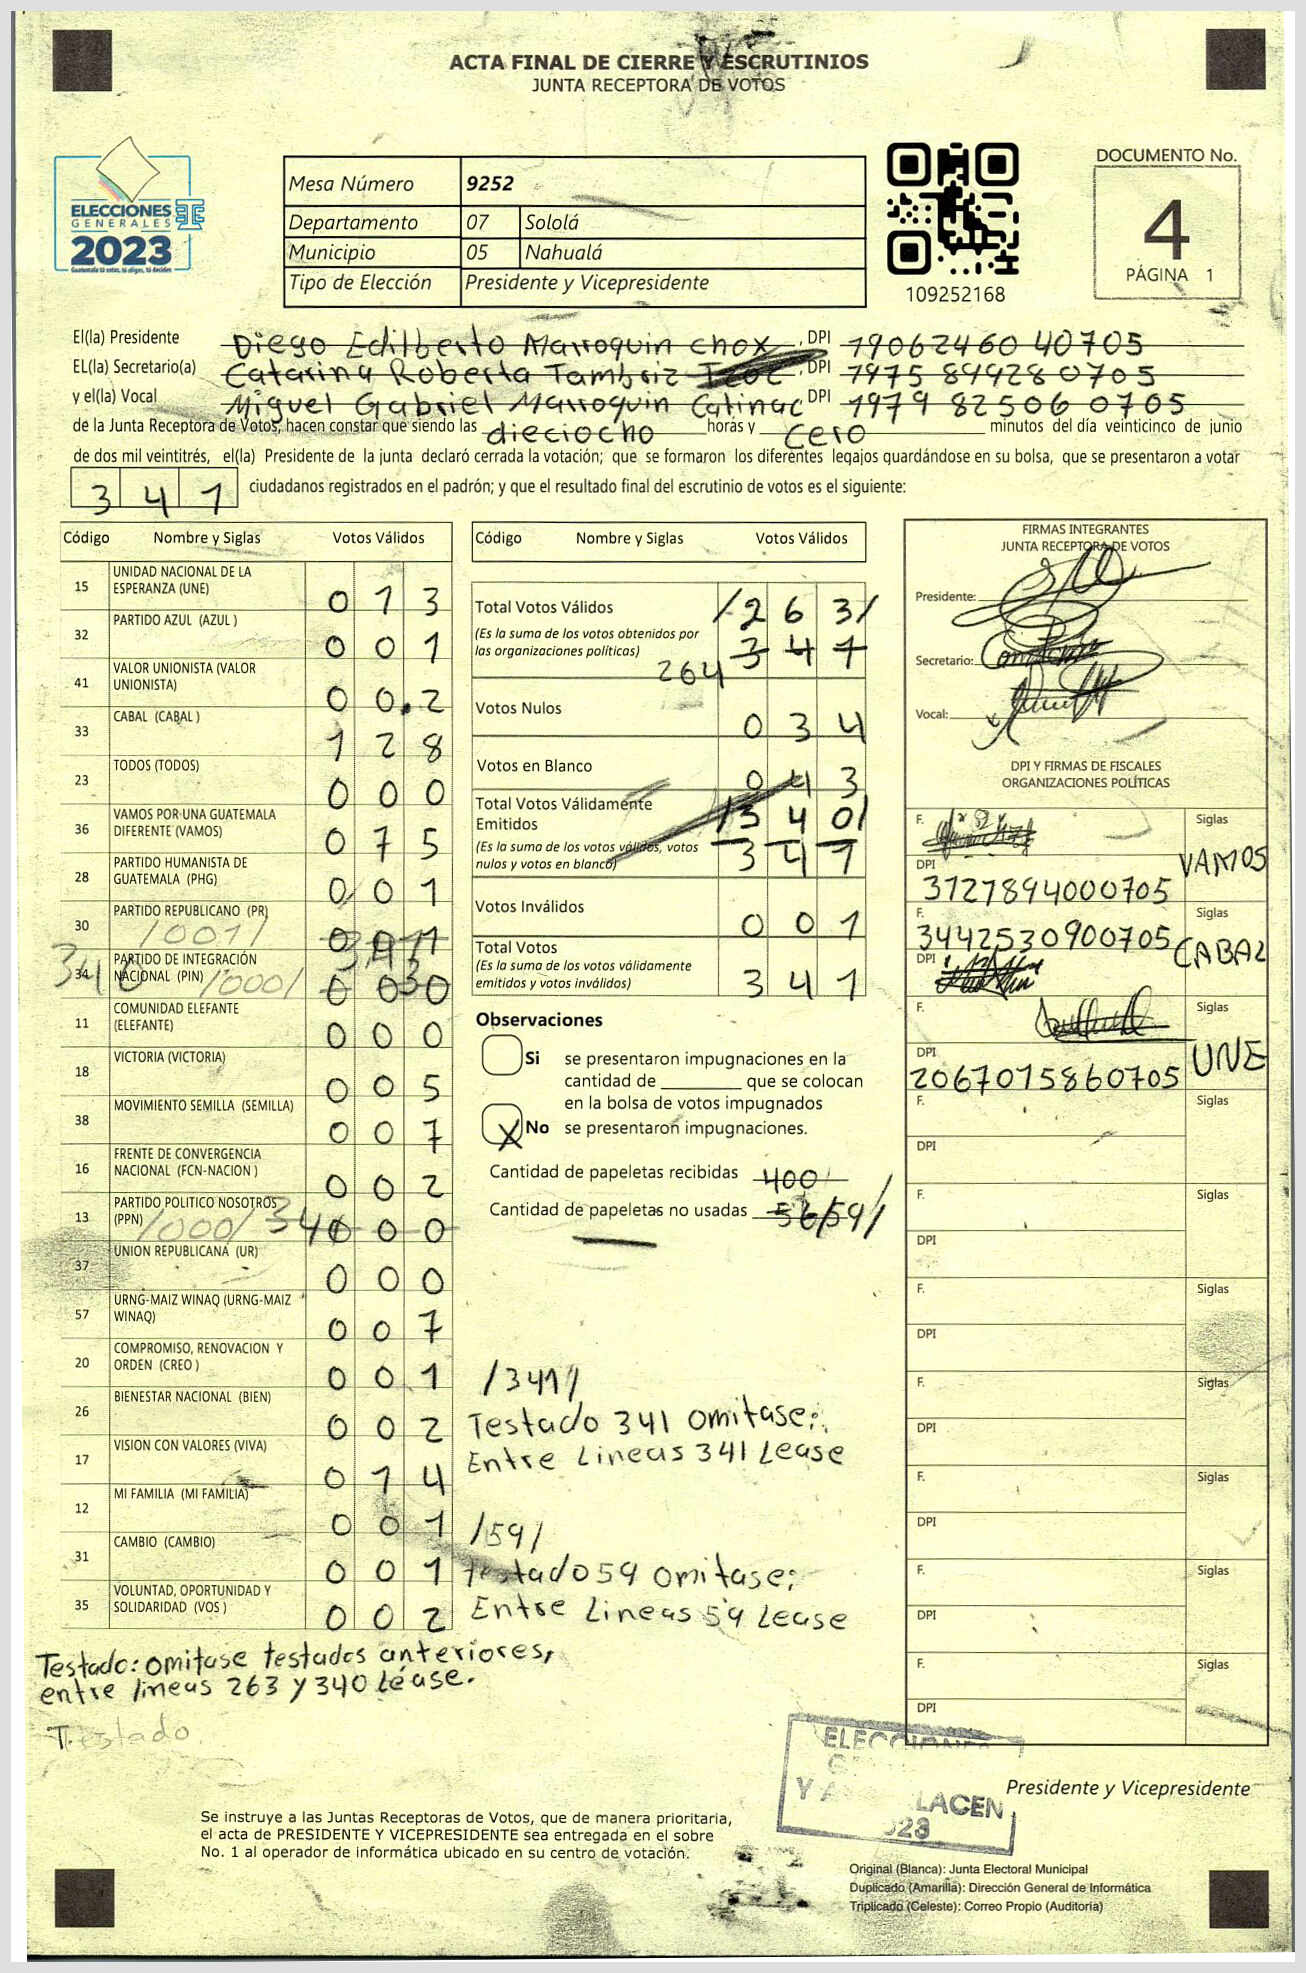 ACTA FINAL DE CIERRE Y ESCRUTINIOS
JUNTA RECEPTORA DE VOTOS
ELECCIONES
GENERALES
2023
Guatemala tú votas, tú eliges, tú decides
Mesa Número 9252
Departamento 07 Sololá
Municipio 05 Nahualá
Tipo de Elección Presidente y Vicepresidente
109252168
DOCUMENTO No.
4
PÁGINA 1
El(la) Presidente Diego Edilberto Marroquin Chox, DPI 19062460 40705
EL(la) Secretario(a) Catarina Roberta Tambriz Tzoc, DPI 1975 899280705
y el(la) Vocal Miguel Gabriel Marroquin Catinac DPI 1979 82506 0705
de la Junta Receptora de Votos, hacen constar que siendo las dieciocho horas y cero minutos del día veinticinco de junio
de dos mil veintitrés, el(la) Presidente de la junta declaró cerrada la votación; que se formaron los diferentes legajos guardándose en su bolsa, que se presentaron a votar
341 ciudadanos registrados en el padrón; y que el resultado final del escrutinio de votos es el siguiente:
Código Nombre y Siglas Votos Válidos
15 UNIDAD NACIONAL DE LA ESPERANZA (UNE) 0 1 3
32 PARTIDO AZUL (AZUL ) 0 0 1
41 VALOR UNIONISTA (VALOR UNIONISTA) 0 0 2
33 CABAL (CABAL ) 1 2 8
23 TODOS (TODOS) 0 0 0
36 VAMOS POR UNA GUATEMALA DIFERENTE (VAMOS) 0 7 5
28 PARTIDO HUMANISTA DE GUATEMALA (PHG) 0 0 1
30 PARTIDO REPUBLICANO (PR) /001/ 0 0 1
34 PARTIDO DE INTEGRACIÓN NACIONAL (PIN) /000/ 0 0 0
340
11 COMUNIDAD ELEFANTE (ELEFANTE) 0 0 0
18 VICTORIA (VICTORIA) 0 0 5
38 MOVIMIENTO SEMILLA (SEMILLA) 0 0 7
16 FRENTE DE CONVERGENCIA NACIONAL (FCN-NACION ) 0 0 2
13 PARTIDO POLITICO NOSOTROS (PPN) /000/ 341 0 0 0
37 UNION REPUBLICANA (UR) 0 0 0
57 URNG-MAIZ WINAQ (URNG-MAIZ WINAQ) 0 0 7
20 COMPROMISO, RENOVACION Y ORDEN (CREO ) 0 0 1
26 BIENESTAR NACIONAL (BIEN) 0 0 2
17 VISION CON VALORES (VIVA) 0 1 4
12 MI FAMILIA (MI FAMILIA) 0 0 1
31 CAMBIO (CAMBIO) 0 0 1
35 VOLUNTAD, OPORTUNIDAD Y SOLIDARIDAD (VOS ) 0 0 2
Testado: omitase testados anteriores,
entre lineas 263 y 340 Léase.
Testado
Código Nombre y Siglas Votos Válidos
Total Votos Válidos /2 6 3/
(Es la suma de los votos obtenidos por las organizaciones políticas) 3 4 1
264
Votos Nulos 0 3 4
Votos en Blanco 0 4 3
Total Votos Válidamente Emitidos /3 4 0/
(Es la suma de los votos válidos, votos nulos y votos en blanco) 3 4 1
Votos Inválidos 0 0 1
Total Votos
(Es la suma de los votos válidamente emitidos y votos inválidos) 3 4 1
Observaciones
Si se presentaron impugnaciones en la
cantidad de que se colocan
en la bolsa de votos impugnados
X No se presentaron impugnaciones.
Cantidad de papeletas recibidas 400
Cantidad de papeletas no usadas /59/
/341/
Testado 341 omitase:
Entre Lineas 341 Lease
/59/
Testado 59 omitase:
Entre Lineas 59 Lease
FIRMAS INTEGRANTES
JUNTA RECEPTORA DE VOTOS
Presidente:
Secretario:
Vocal:
DPI Y FIRMAS DE FISCALES
ORGANIZACIONES POLÍTICAS
F. Siglas
DPI VAMOS
3127894000705
F. Siglas
3442530900705 CABAL
DPI
F. Siglas
DPI UNE
2067015860705
F. Siglas
DPI
F. Siglas
DPI
F. Siglas
DPI
F. Siglas
DPI
F. Siglas
DPI
F. Siglas
DPI
F. Siglas
DPI
ELECCIONES
2023
Presidente y Vicepresidente
Se instruye a las Juntas Receptoras de Votos, que de manera prioritaria,
el acta de PRESIDENTE Y VICEPRESIDENTE sea entregada en el sobre
No. 1 al operador de informática ubicado en su centro de votación.
Original (Blanca): Junta Electoral Municipal
Duplicado (Amarilla): Dirección General de Informática
Triplicado (Celeste): Correo Propio (Auditoría)